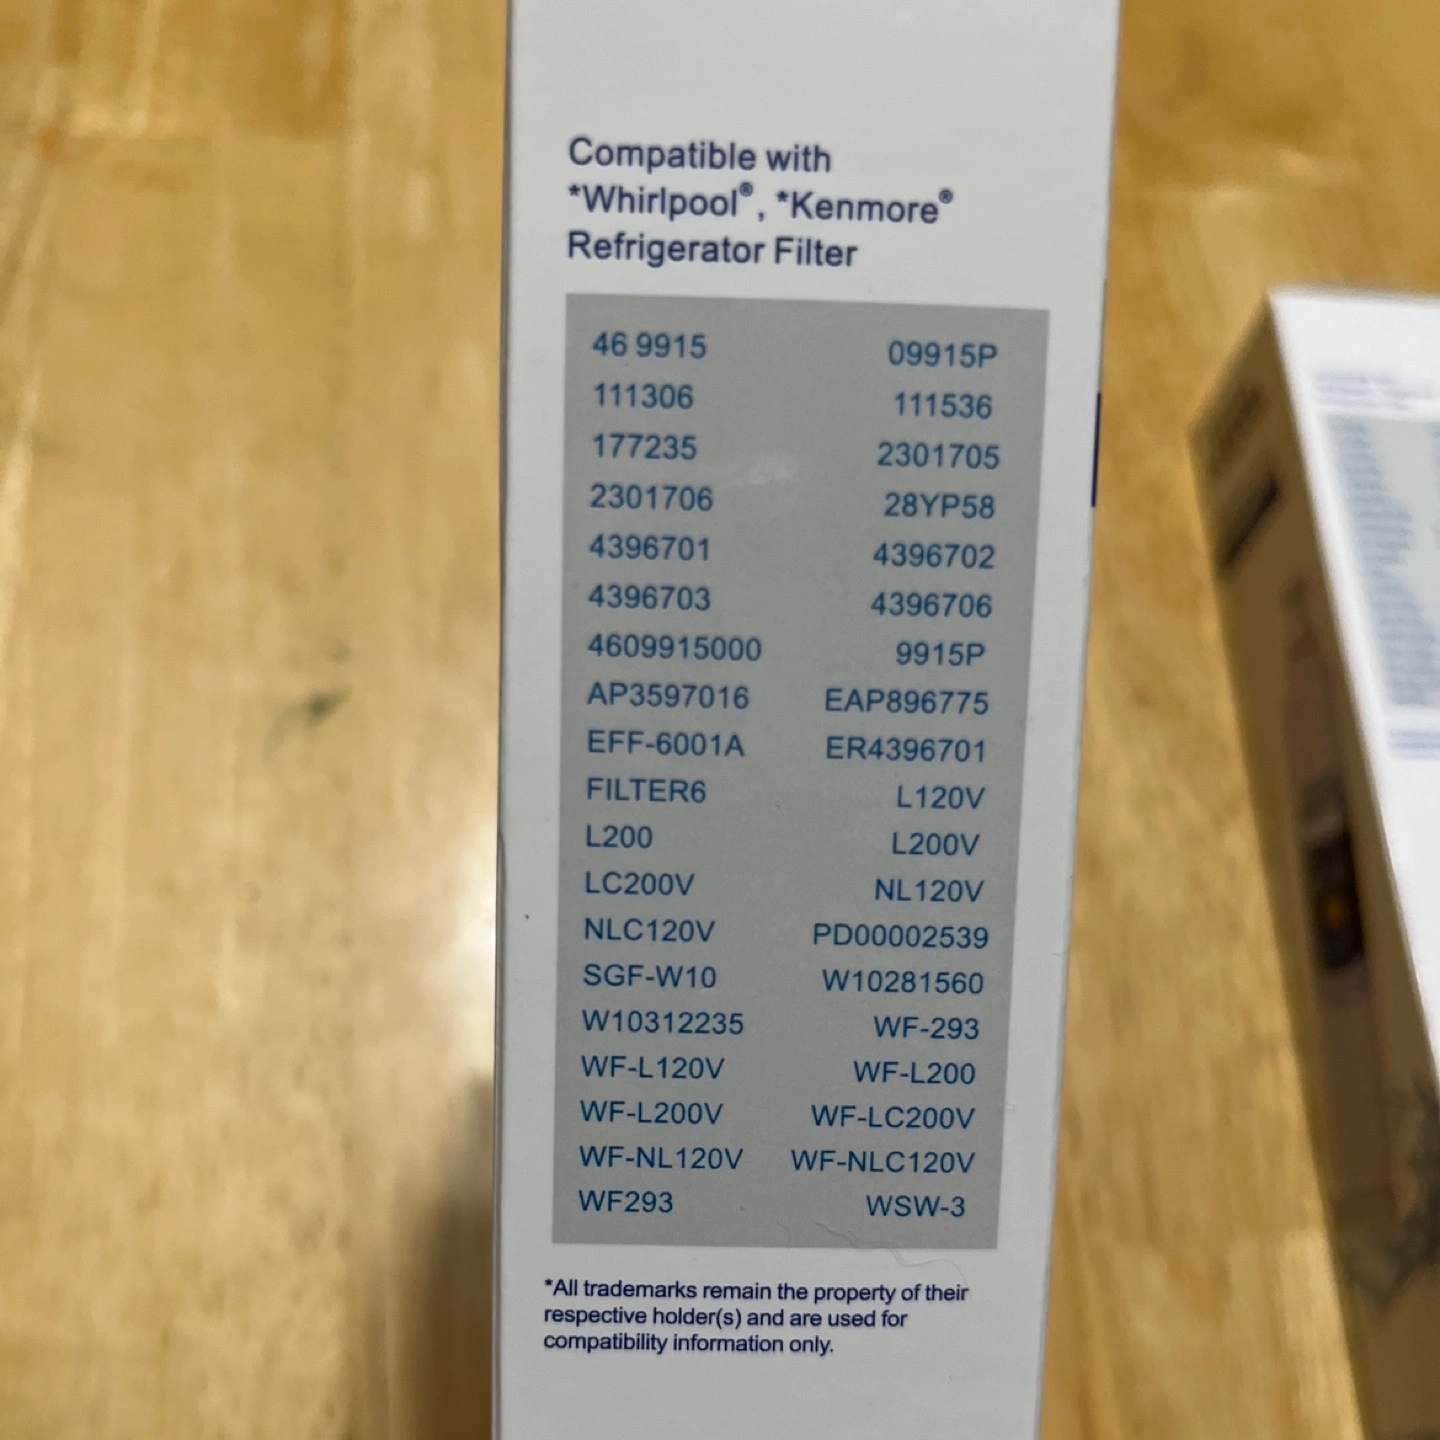 Compatible with
*Whirlpool®, *Kenmore®
Refrigerator Filter
46 9915 09915P
111306 111536
177235 2301705
2301706 28YP58
4396701 4396702
4396703 4396706
4609915000 9915P
AP3597016 EAP896775
EFF-6001A ER4396701
FILTER6 L120V
L200 L200V
LC200V NL120V
NLC120V PD00002539
SGF-W10 W10281560
W10312235 WF-293
WF-L120V WF-L200
WF-L200V WF-LC200V
WF-NL120V WF-NLC120V
WF293 WSW-3
*All trademarks remain the property of their
respective holder(s) and are used for
compatibility information only.